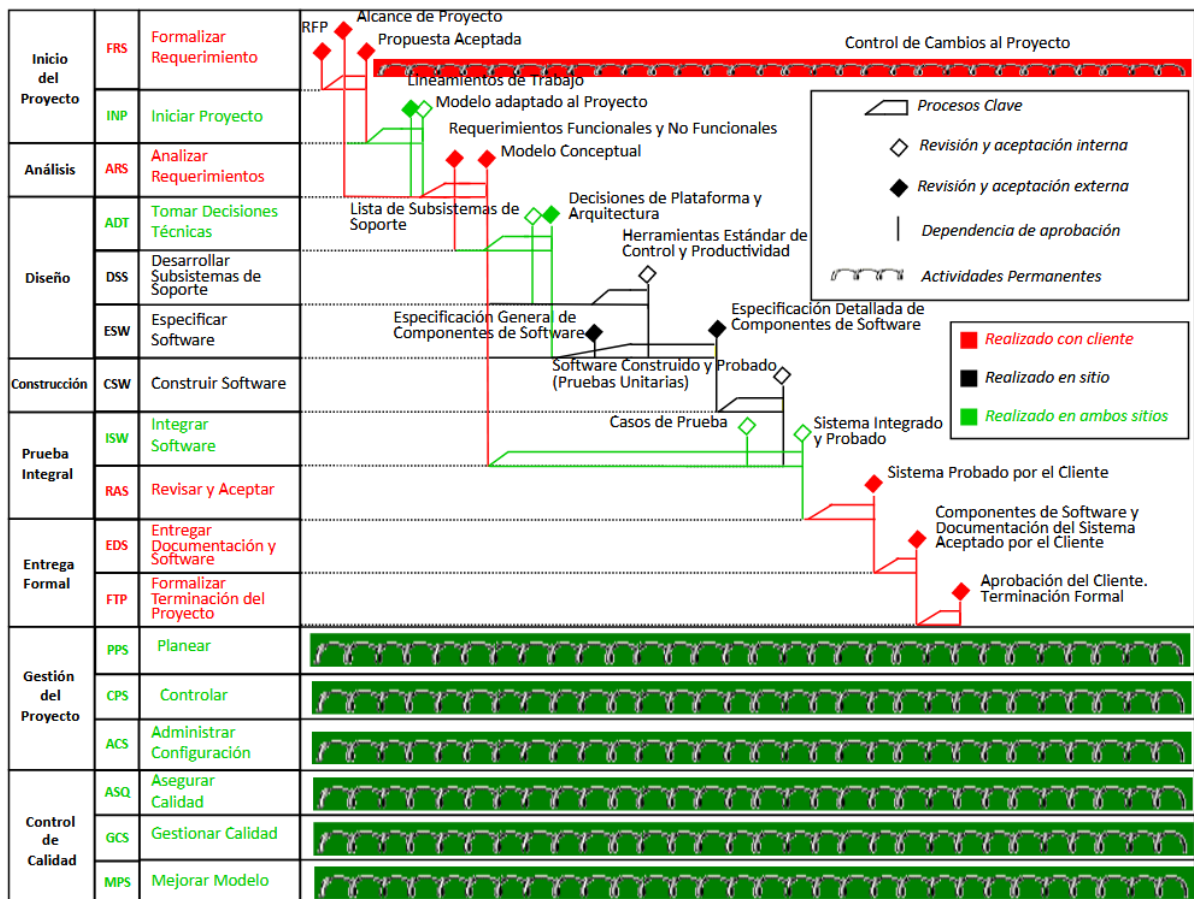 Inicio
del
Proyecto
FRS
Formalizar
Requerimiento
RFP
Alcance de Proyecto
Propuesta Aceptada
Control de Cambios al Proyecto
INP
Iniciar Proyecto
Lineamientos de Trabajo
Modelo adaptado al Proyecto
Análisis
ARS
Analizar
Requerimientos
Requerimientos Funcionales y No Funcionales
Modelo Conceptual
Diseño
ADT
Tomar Decisiones
Técnicas
Lista de Subsistemas de
Soporte
Decisiones de Plataforma y
Arquitectura
DSS
Desarrollar
Subsistemas de
Soporte
Herramientas Estándar de
Control y Productividad
ESW
Especificar
Software
Especificación General de
Componentes de Software
Especificación Detallada de
Componentes de Software
Construcción
CSW
Construir Software
Software Construido y Probado
(Pruebas Unitarias)
Prueba
Integral
ISW
Integrar
Software
Casos de Prueba
Sistema Integrado
y Probado
RAS
Revisar y Aceptar
Sistema Probado por el Cliente
Entrega
Formal
EDS
Entregar
Documentación y
Software
Componentes de Software y
Documentación del Sistema
Aceptado por el Cliente
FTP
Formalizar
Terminación del
Proyecto
Aprobación del Cliente.
Terminación Formal
Gestión
del
Proyecto
PPS
Planear
CPS
Controlar
ACS
Administrar
Configuración
Control
de
Calidad
ASQ
Asegurar
Calidad
GCS
Gestionar Calidad
MPS
Mejorar Modelo
Procesos Clave
Revisión y aceptación interna
Revisión y aceptación externa
Dependencia de aprobación
Actividades Permanentes
Realizado con cliente
Realizado en sitio
Realizado en ambos sitios